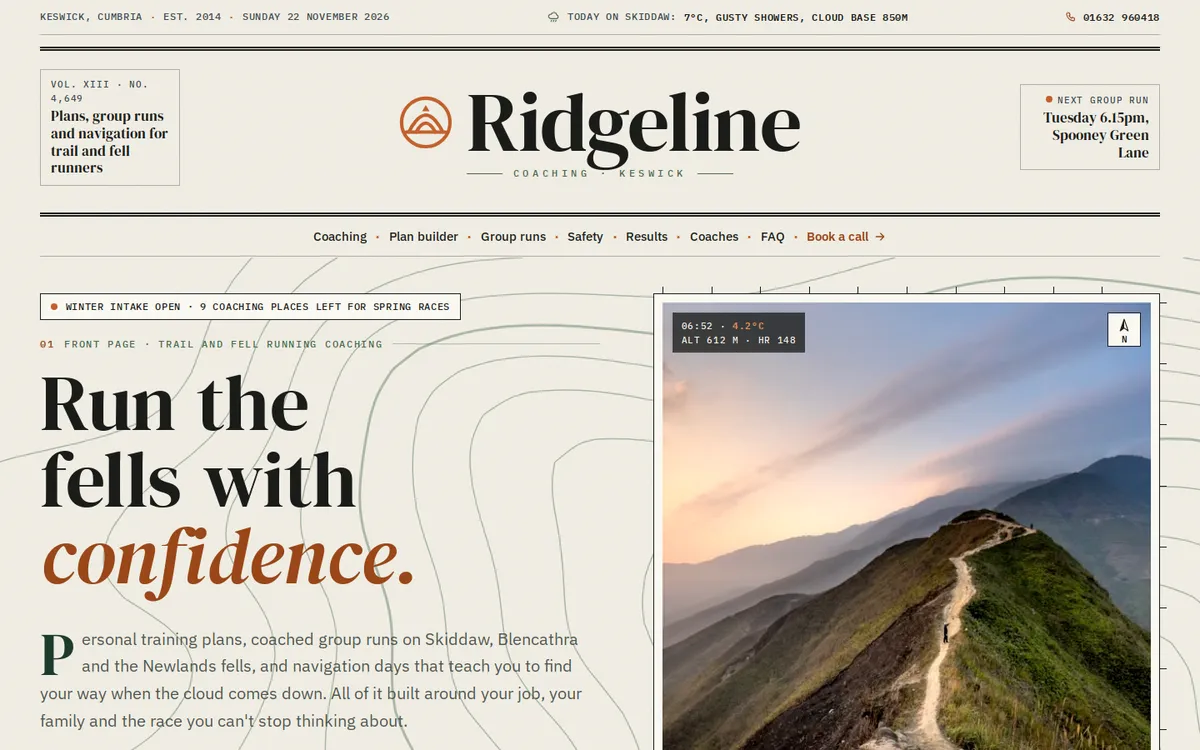 KESWICK, CUMBRIA · EST. 2014 · SUNDAY 22 NOVEMBER 2026
TODAY ON SKIDDAW: 7°C, GUSTY SHOWERS, CLOUD BASE 850M
01632 960418
VOL. XIII · NO.
4,649
Plans, group runs
and navigation for
trail and fell
runners
Ridgeline
COACHING · KESWICK
NEXT GROUP RUN
Tuesday 6.15pm,
Spooney Green
Lane
Coaching · Plan builder · Group runs · Safety · Results · Coaches · FAQ · Book a call →
WINTER INTAKE OPEN · 9 COACHING PLACES LEFT FOR SPRING RACES
01 FRONT PAGE · TRAIL AND FELL RUNNING COACHING
Run the
fells with
confidence.
Personal training plans, coached group runs on Skiddaw, Blencathra
and the Newlands fells, and navigation days that teach you to find
your way when the cloud comes down. All of it built around your job, your
family and the race you can't stop thinking about.
06:52 · 4.2°C
ALT 612 M · HR 148
N